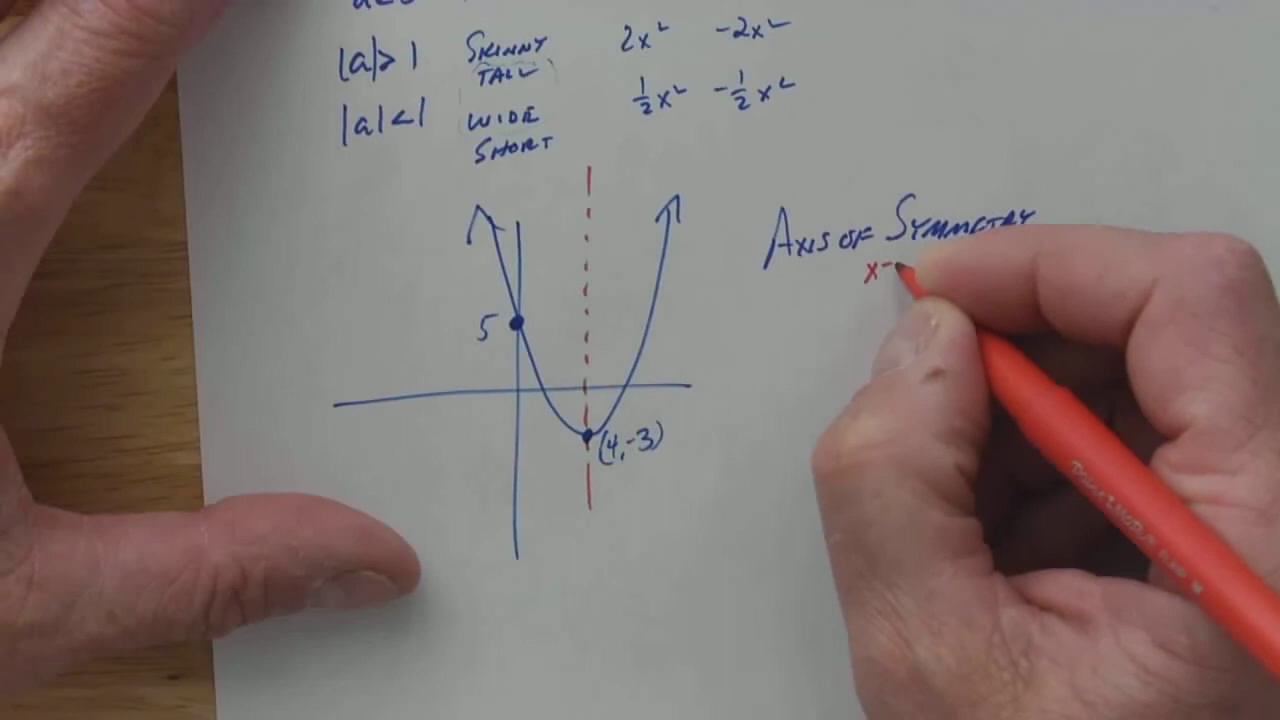 |a|>1 SKINNY 2x² -2x²
TALL
|a|<1 WIDE ½x² -½x²
SHORT
AXIS OF SYMMETRY
x=
5
(4,-3)